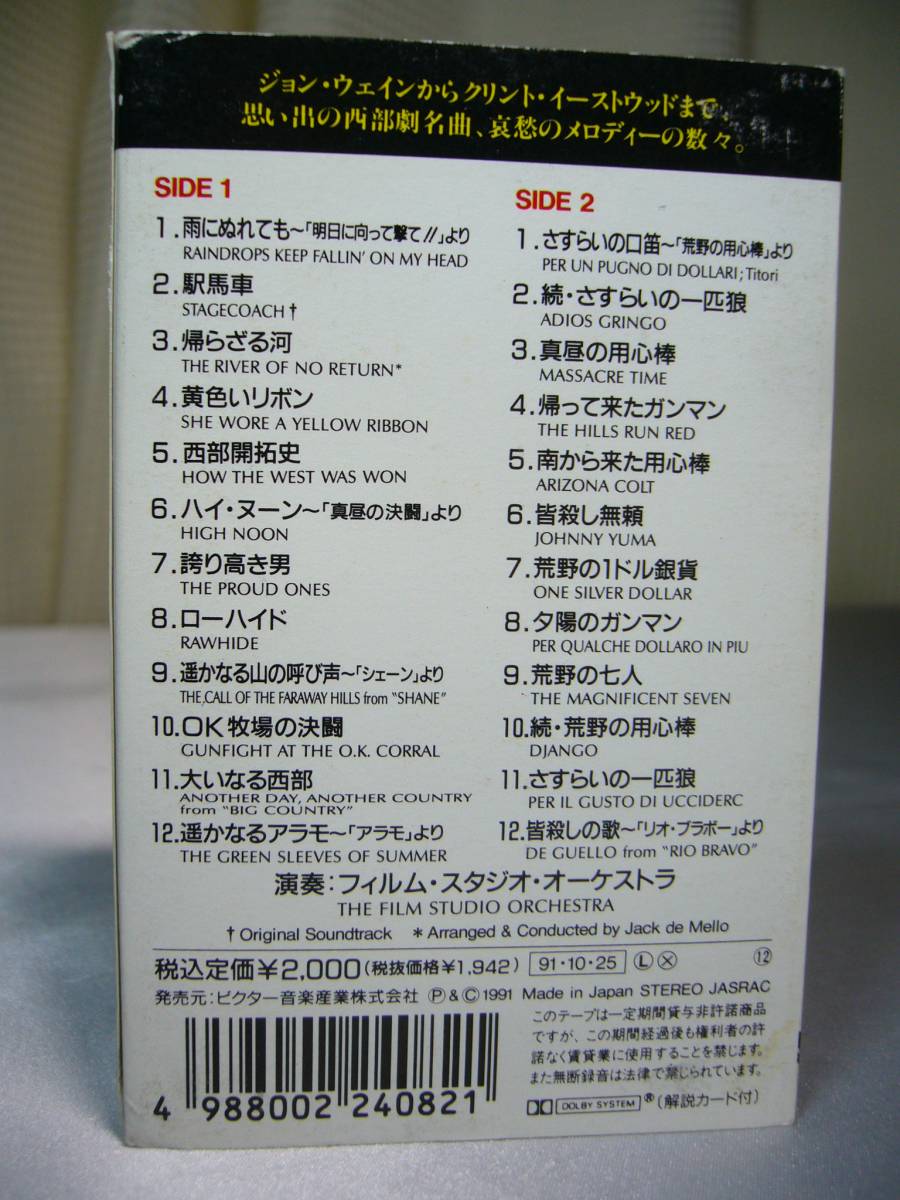 ジョン・ウェインからクリント・イーストウッドまで、
思い出の西部劇名曲、哀愁のメロディーの数々。
SIDE 1
1.雨にぬれても～「明日に向って撃て!!」より
RAINDROPS KEEP FALLIN' ON MY HEAD
2.駅馬車
STAGECOACH†
3.帰らざる河
THE RIVER OF NO RETURN*
4.黄色いリボン
SHE WORE A YELLOW RIBBON
5.西部開拓史
HOW THE WEST WAS WON
6.ハイ・ヌーン～「真昼の決闘」より
HIGH NOON
7.誇り高き男
THE PROUD ONES
8.ローハイド
RAWHIDE
9.遥かなる山の呼び声～「シェーン」より
THE CALL OF THE FARAWAY HILLS from "SHANE"
10.OK牧場の決闘
GUNFIGHT AT THE O.K. CORRAL
11.大いなる西部
ANOTHER DAY, ANOTHER COUNTRY
from "BIG COUNTRY"
12.遥かなるアラモ～「アラモ」より
THE GREEN SLEEVES OF SUMMER
SIDE 2
1.さすらいの口笛～「荒野の用心棒」より
PER UN PUGNO DI DOLLARI;Titori
2.続・さすらいの一匹狼
ADIOS GRINGO
3.真昼の用心棒
MASSACRE TIME
4.帰って来たガンマン
THE HILLS RUN RED
5.南から来た用心棒
ARIZONA COLT
6.皆殺し無頼
JOHNNY YUMA
7.荒野の1ドル銀貨
ONE SILVER DOLLAR
8.夕陽のガンマン
PER QUALCHE DOLLARO IN PIU
9.荒野の七人
THE MAGNIFICENT SEVEN
10.続・荒野の用心棒
DJANGO
11.さすらいの一匹狼
PER IL GUSTO DI UCCIDERC
12.皆殺しの歌～「リオ・ブラボー」より
DE GUELLO from "RIO BRAVO"
演奏:フィルム・スタジオ・オーケストラ
THE FILM STUDIO ORCHESTRA
† Original Soundtrack * Arranged & Conducted by Jack de Mello
税込定価¥2,000(税抜価格¥1,942) 91・10・25 Ⓛ Ⓧ ⑫
発売元:ビクター音楽産業株式会社 Ⓟ&Ⓒ1991 Made in Japan STEREO JASRAC
このテープは一定期間貸与非許諾商品
ですが、この期間経過後も権利者の許
諾なく賃貸業に使用することを禁じます。
また無断録音は法律で禁じられています。
4 988002 240821
DOLBY SYSTEM ® (解説カード付)